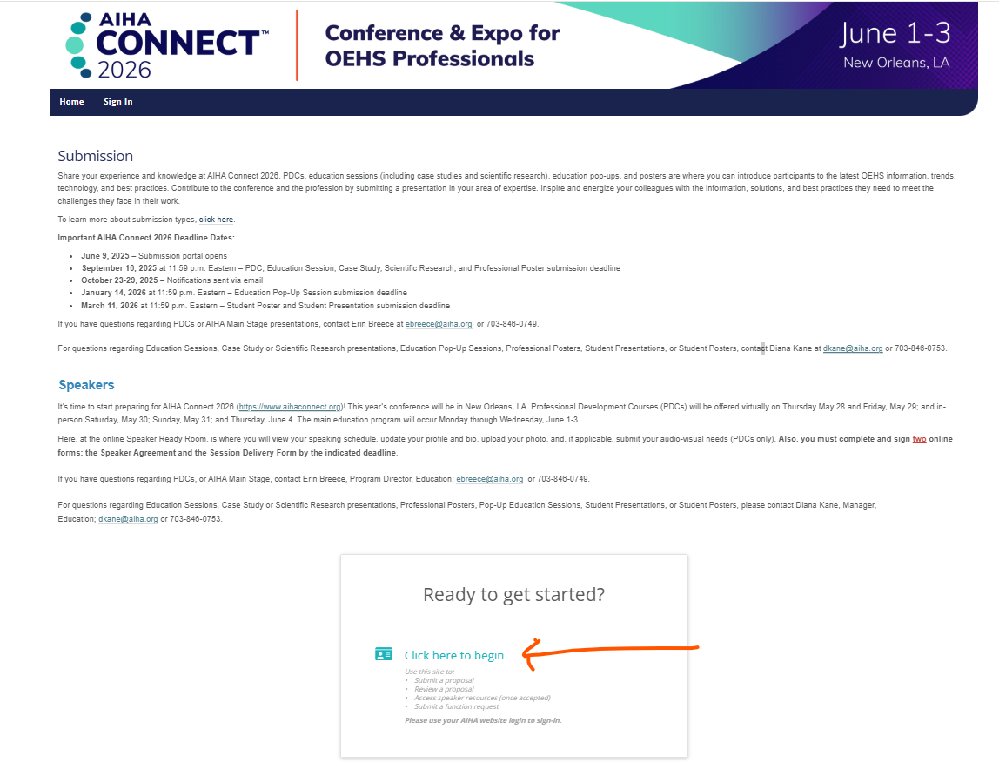 AIHA
CONNECT™
2026
Conference & Expo for
OEHS Professionals
June 1-3
New Orleans, LA
Home Sign In
Submission
Share your experience and knowledge at AIHA Connect 2026. PDCs, education sessions (including case studies and scientific research), education pop-ups, and posters are where you can introduce participants to the latest OEHS information, trends,
technology, and best practices. Contribute to the conference and the profession by submitting a presentation in your area of expertise. Inspire and energize your colleagues with the information, solutions, and best practices they need to meet the
challenges they face in their work.
To learn more about submission types, click here.
Important AIHA Connect 2026 Deadline Dates:
• June 9, 2025 – Submission portal opens
• September 10, 2025 at 11:59 p.m. Eastern – PDC, Education Session, Case Study, Scientific Research, and Professional Poster submission deadline
• October 23-29, 2025 – Notifications sent via email
• January 14, 2026 at 11:59 p.m. Eastern – Education Pop-Up Session submission deadline
• March 11, 2026 at 11:59 p.m. Eastern – Student Poster and Student Presentation submission deadline
If you have questions regarding PDCs or AIHA Main Stage presentations, contact Erin Breece at ebreece@aiha.org or 703-846-0749.
For questions regarding Education Sessions, Case Study or Scientific Research presentations, Education Pop-Up Sessions, Professional Posters, Student Presentations, or Student Posters, contact Diana Kane at dkane@aiha.org or 703-846-0753.
Speakers
It's time to start preparing for AIHA Connect 2026 (https://www.aihaconnect.org)! This year's conference will be in New Orleans, LA. Professional Development Courses (PDCs) will be offered virtually on Thursday May 28 and Friday, May 29; and in-
person Saturday, May 30; Sunday, May 31; and Thursday, June 4. The main education program will occur Monday through Wednesday, June 1-3.
Here, at the online Speaker Ready Room, is where you will view your speaking schedule, update your profile and bio, upload your photo, and, if applicable, submit your audio-visual needs (PDCs only). Also, you must complete and sign two online
forms: the Speaker Agreement and the Session Delivery Form by the indicated deadline.
If you have questions regarding PDCs, or AIHA Main Stage, contact Erin Breece, Program Director, Education; ebreece@aiha.org or 703-846-0749.
For questions regarding Education Sessions, Case Study or Scientific Research presentations, Professional Posters, Pop-Up Education Sessions, Student Presentations, or Student Posters, please contact Diana Kane, Manager,
Education; dkane@aiha.org or 703-846-0753.
Ready to get started?
Click here to begin
Use this site to:
• Submit a proposal
• Review a proposal
• Access speaker resources (once accepted)
• Submit a function request
Please use your AIHA website login to sign-in.